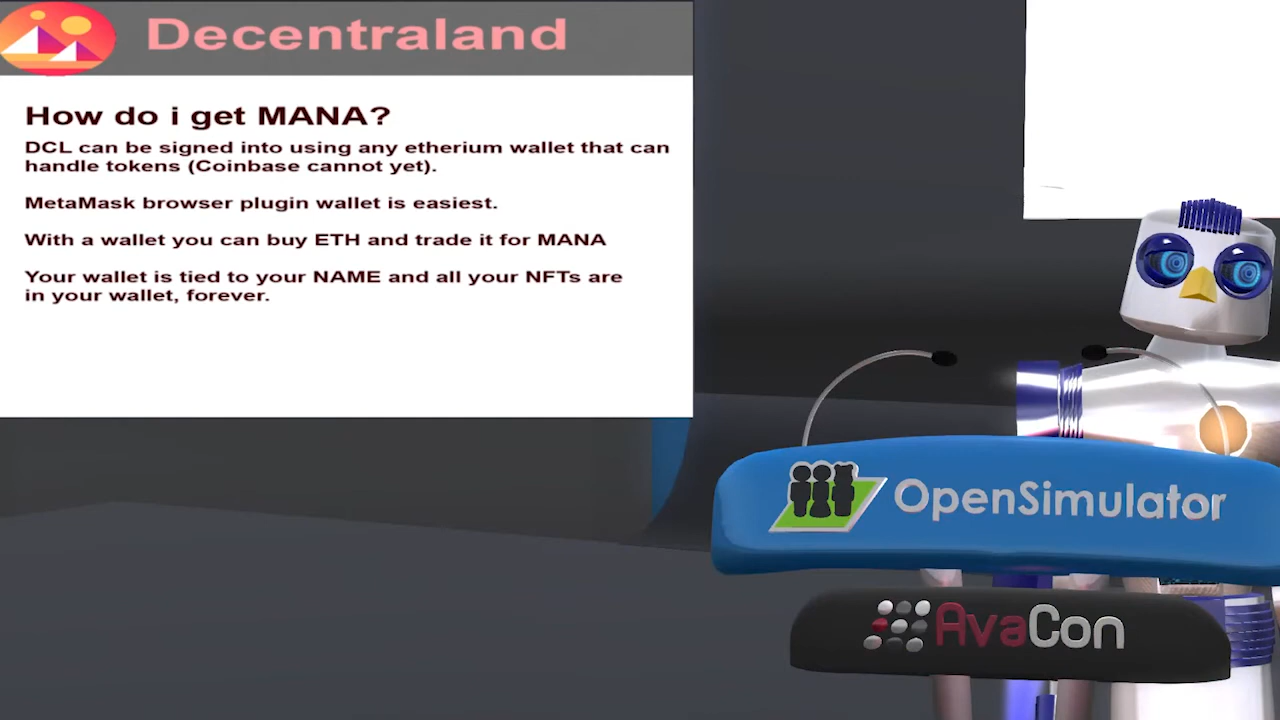 Decentraland
How do i get MANA?
DCL can be signed into using any etherium wallet that can
handle tokens (Coinbase cannot yet).
MetaMask browser plugin wallet is easiest.
With a wallet you can buy ETH and trade it for MANA
Your wallet is tied to your NAME and all your NFTs are
in your wallet, forever.
OpenSimulator
AvaCon